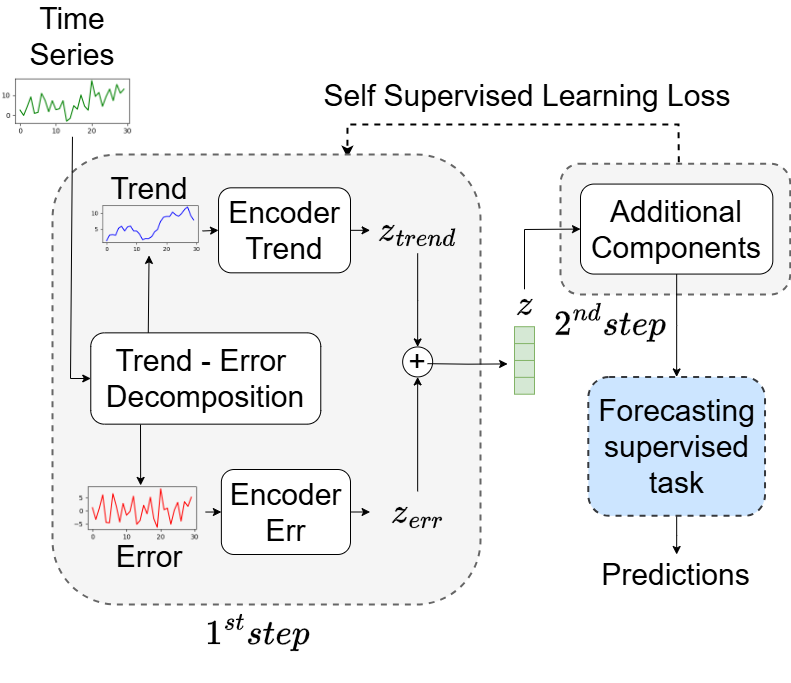 Time
Series
10
0
0 10 20 30
Self Supervised Learning Loss
Trend
10
5
0 10 20 30
Encoder
Trend
z_{trend}
Additional
Components
z
2^{nd} step
Trend - Error
Decomposition
+
Forecasting
supervised
task
5
0
−5
0 10 20 30
Error
Encoder
Err
z_{err}
Predictions
1^{st} step